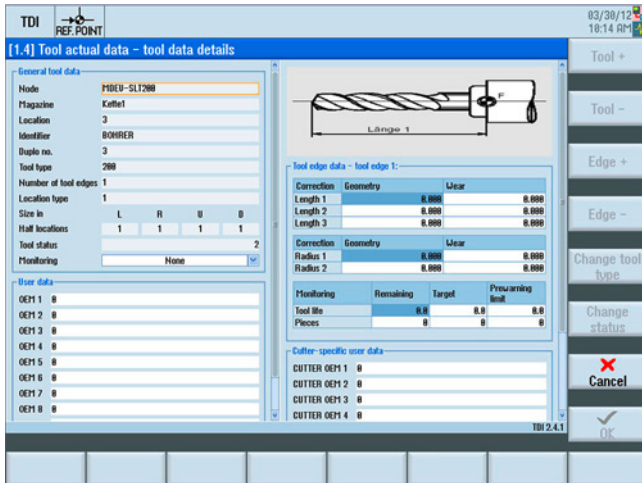 TDI
REF. POINT
03/30/12
10:14 AM
[1.4] Tool actual data - tool data details
General tool data
Node MDEV-SLT200
Magazine Kette1
Location 3
Identifier BOHRER
Duplo no. 3
Tool type 200
Number of tool edges 1
Location type 1
Size in L R U D
Half locations 1 1 1 1
Tool status 2
Monitoring None
User data
OEM 1 0
OEM 2 0
OEM 3 0
OEM 4 0
OEM 5 0
OEM 6 0
OEM 7 0
OEM 8 0
F
Länge 1
Tool edge data - tool edge 1:
Correction Geometry Wear
Length 1 0.000 0.000
Length 2 0.000 0.000
Length 3 0.000 0.000
Correction Geometry Wear
Radius 1 0.000 0.000
Radius 2 0.000 0.000
Monitoring Remaining Target Prewarning limit
Tool life 0.0 0.0 0.0
Pieces 0 0 0
Cutter-specific user data
CUTTER OEM 1 0
CUTTER OEM 2 0
CUTTER OEM 3 0
CUTTER OEM 4 0
TDI 2.4.1
Tool +
Tool -
Edge +
Edge -
Change tool
type
Change
status
Cancel
OK